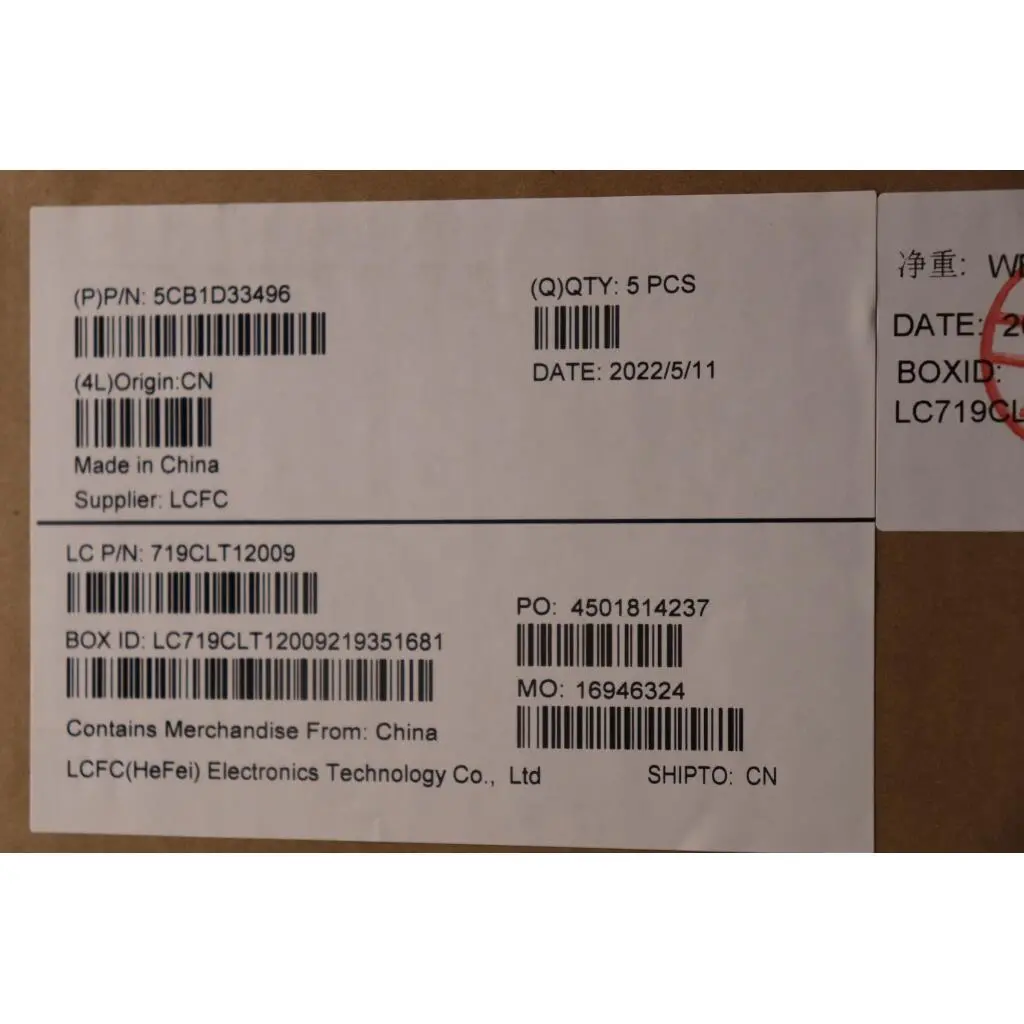 (P)P/N: 5CB1D33496
(Q)QTY: 5 PCS
(4L)Origin:CN
DATE: 2022/5/11
Made in China
Supplier: LCFC
LC P/N: 719CLT12009
BOX ID: LC719CLT12009219351681
PO: 4501814237
MO: 16946324
Contains Merchandise From: China
LCFC(HeFei) Electronics Technology Co., Ltd
SHIPTO: CN
净重:
DATE:
BOXID:
LC719CL